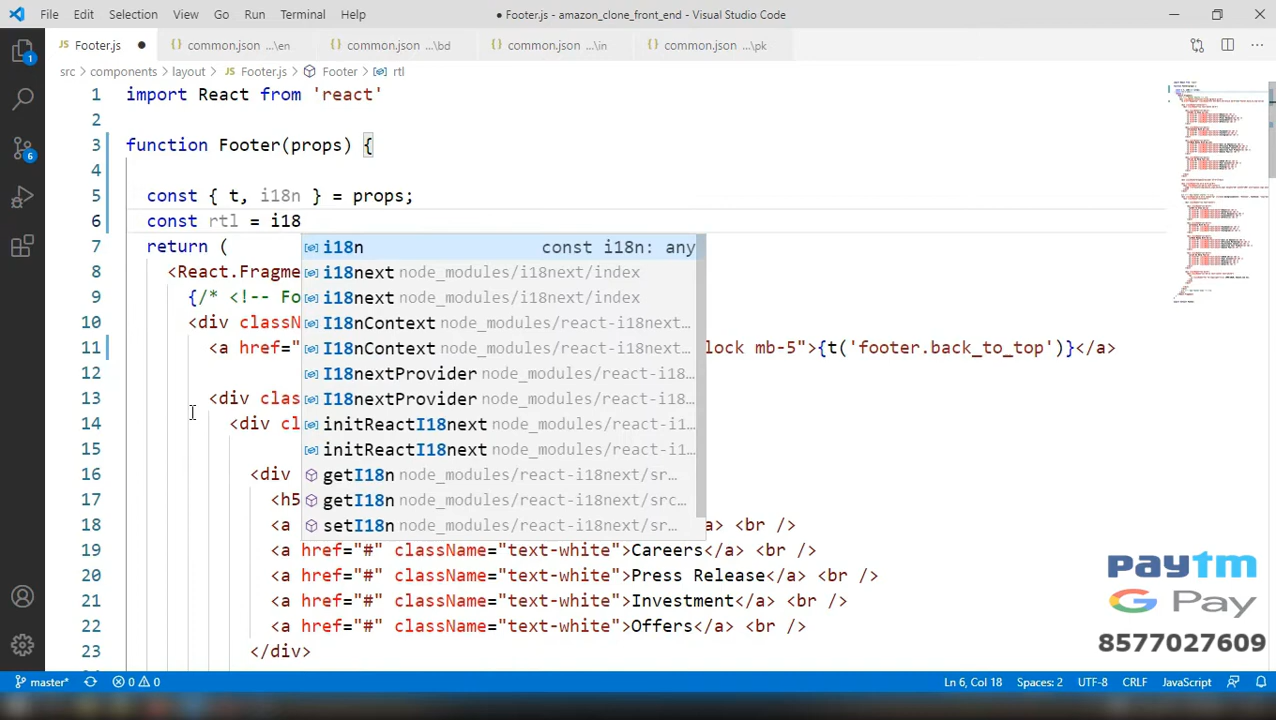 File Edit Selection View Go Run Terminal Help
● Footer.js - amazon_clone_front_end - Visual Studio Code
Footer.js ● common.json ...\en common.json ...\bd common.json ...\in common.json ...\pk
src > components > layout > JS Footer.js > Footer > rtl
1 import React from 'react'
2
3 function Footer(props) {
4
5 const { t, i18n } = props;
6 const rtl = i18
i18n const i18n: any
7 return (
8 <React.Fragme
i18next node_modules/i18next/index
9 {/* <!-- Fo
i18next node_modules/i18next/index
10 <div classN
I18nContext node_modules/react-i18next...
11 <a href="
I18nContext node_modules/react-i18next...
lock mb-5">{t('footer.back_to_top')}</a>
12
I18nextProvider node_modules/react-i18...
13 <div clas
I18nextProvider node_modules/react-i18...
14 <div cl
initReactI18next node_modules/react-i1...
15
initReactI18next node_modules/react-i1...
16 <div
getI18n node_modules/react-i18next/sr...
17 <h5
getI18n node_modules/react-i18next/src...
18 <a
setI18n node_modules/react-i18next/sr...
a> <br />
19 <a href="#" className="text-white">Careers</a> <br />
20 <a href="#" className="text-white">Press Release</a> <br />
21 <a href="#" className="text-white">Investment</a> <br />
22 <a href="#" className="text-white">Offers</a> <br />
23 </div>
paytm
G Pay
8577027609
1
6
master* 0 0 Ln 6, Col 18 Spaces: 2 UTF-8 CRLF JavaScript